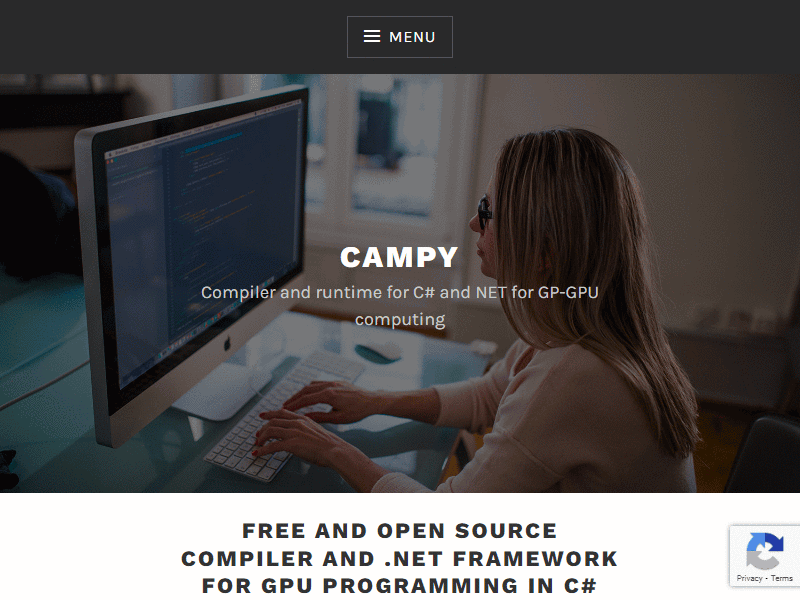 MENU
CAMPY
Compiler and runtime for C# and NET for GP-GPU
computing
FREE AND OPEN SOURCE
COMPILER AND .NET FRAMEWORK
FOR GPU PROGRAMMING IN C#
Privacy - Terms